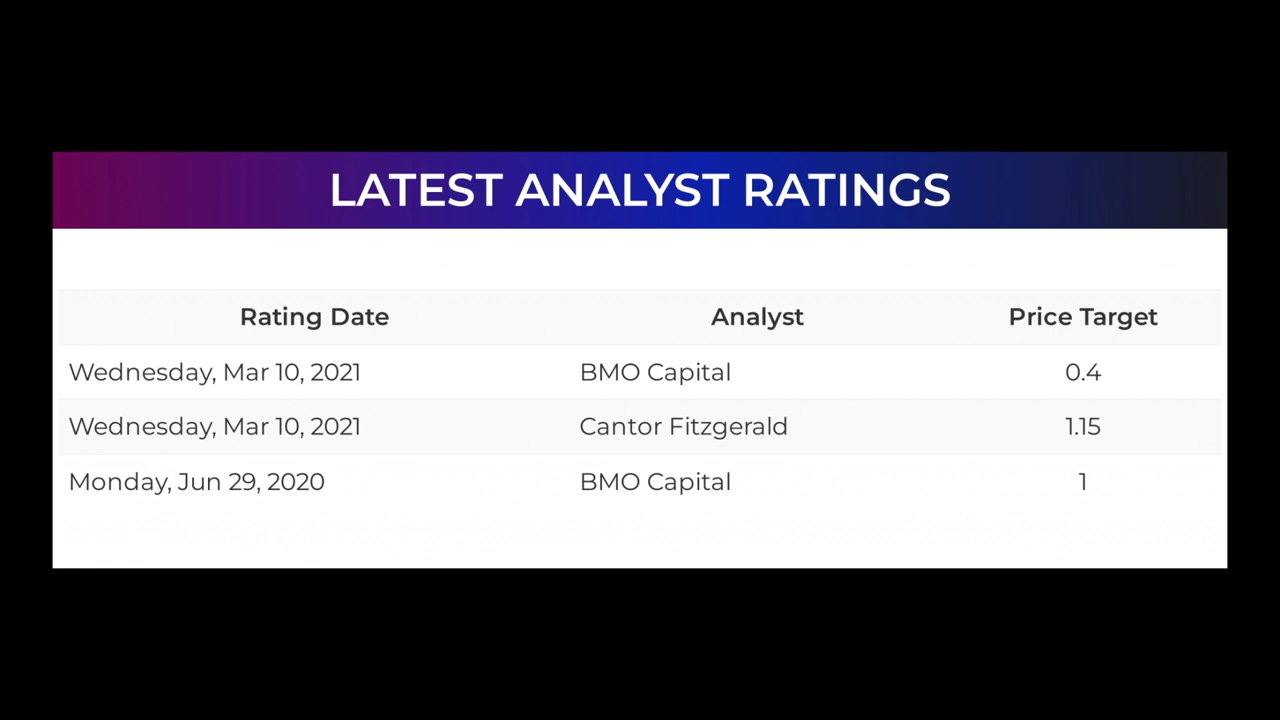 LATEST ANALYST RATINGS
Rating Date Analyst Price Target
Wednesday, Mar 10, 2021 BMO Capital 0.4
Wednesday, Mar 10, 2021 Cantor Fitzgerald 1.15
Monday, Jun 29, 2020 BMO Capital 1